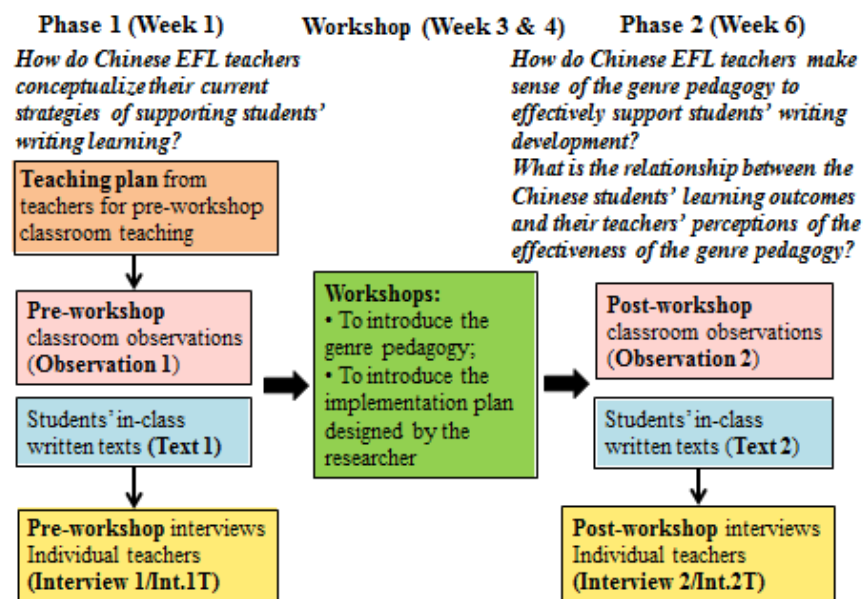 Phase 1 (Week 1)
How do Chinese EFL teachers
conceptualize their current
strategies of supporting students'
writing learning?
Teaching plan from
teachers for pre-workshop
classroom teaching
Pre-workshop
classroom observations
(Observation 1)
Students' in-class
written texts (Text 1)
Pre-workshop interviews
Individual teachers
(Interview 1/Int.1T)
Workshop (Week 3 & 4)
Workshops:
• To introduce the
genre pedagogy;
• To introduce the
implementation plan
designed by the
researcher
Phase 2 (Week 6)
How do Chinese EFL teachers make
sense of the genre pedagogy to
effectively support students' writing
development?
What is the relationship between the
Chinese students' learning outcomes
and their teachers' perceptions of the
effectiveness of the genre pedagogy?
Post-workshop
classroom observations
(Observation 2)
Students' in-class
written texts (Text 2)
Post-workshop interviews
Individual teachers
(Interview 2/Int.2T)